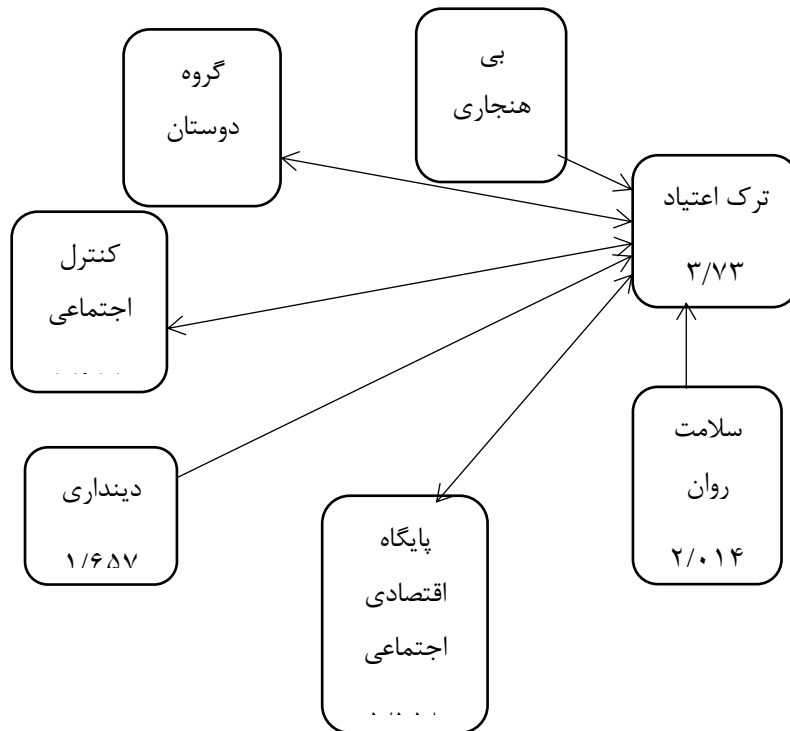 بی
هنجاری
گروه
دوستان
ترک اعتیاد
۳/۷۳
کنترل
اجتماعی
سلامت
روان
۲/۰۱۴
دینداری
۱/۶۵۷
پایگاه
اقتصادی
اجتماعی